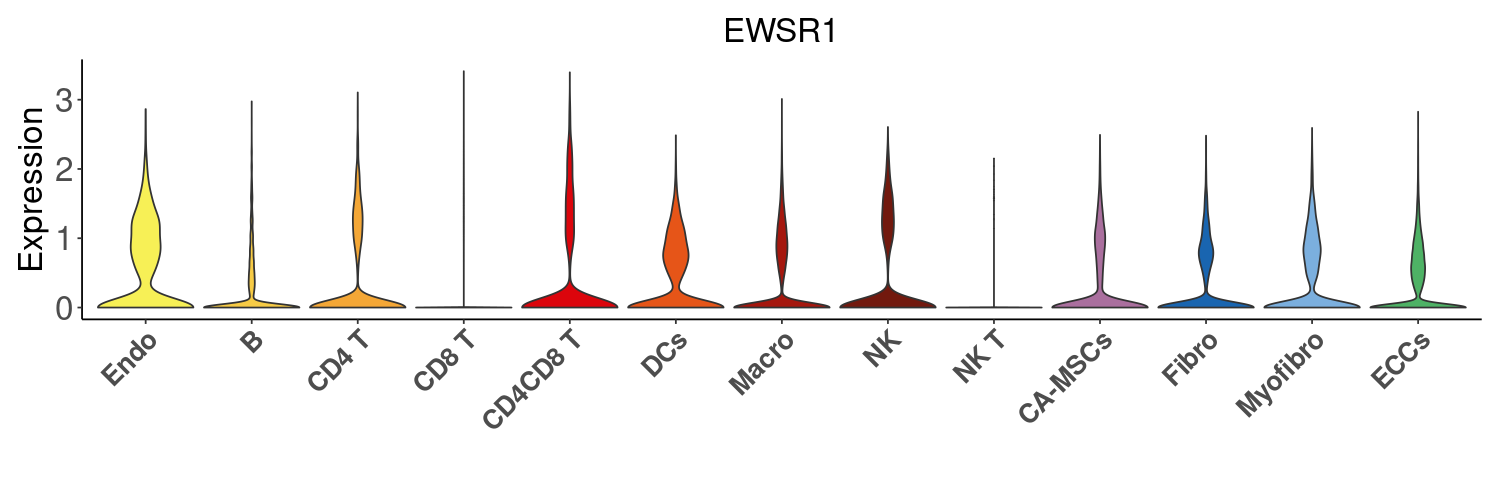 EWSR1
Expression
3
2
1
0
Endo
B
CD4 T
CD8 T
CD4CD8 T
DCs
Macro
NK
NK T
CA-MSCs
Fibro
Myofibro
ECCs